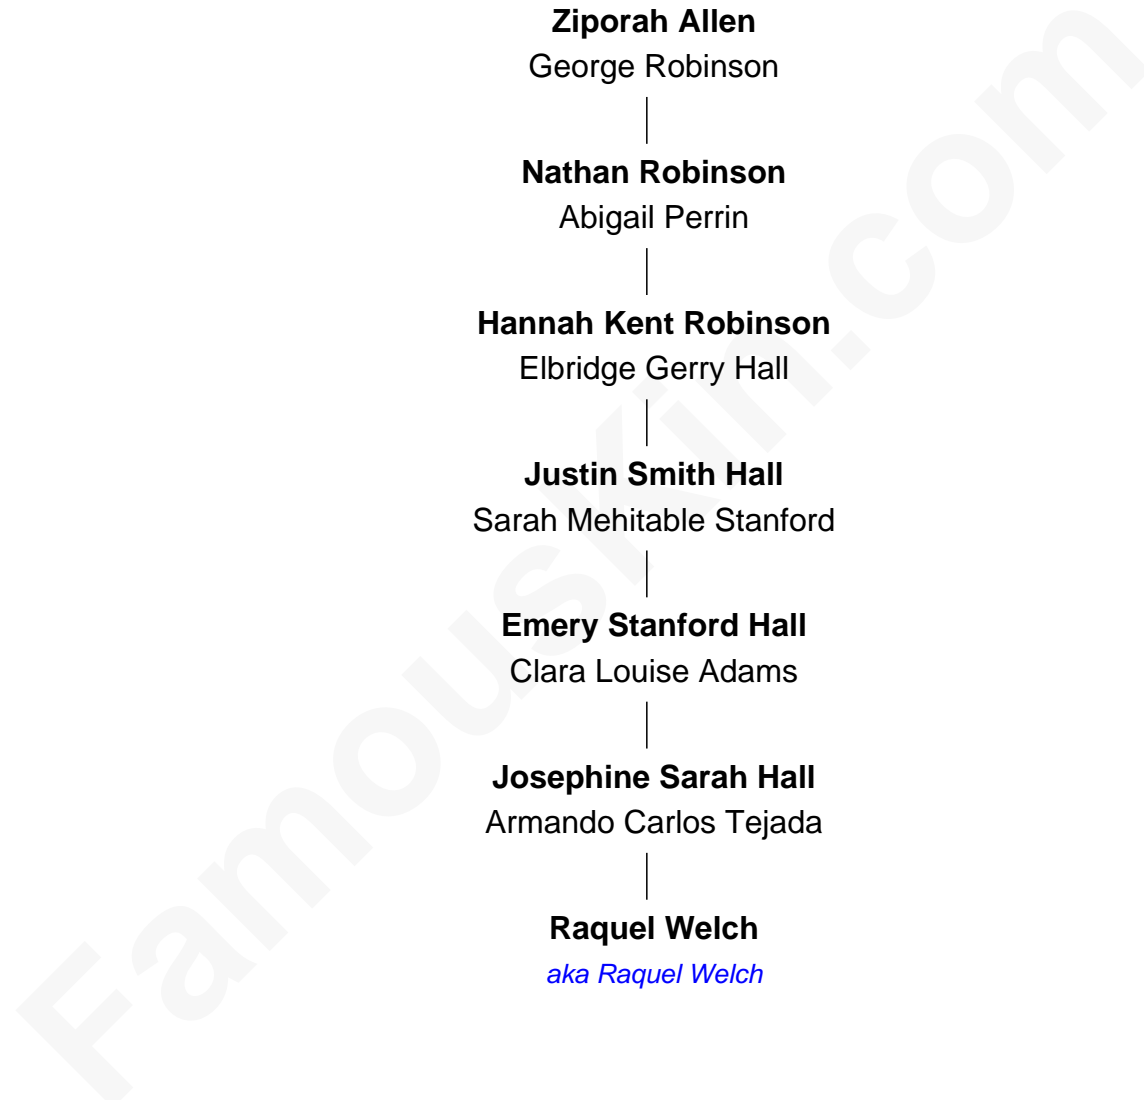 Ziporah Allen
George Robinson
Nathan Robinson
Abigail Perrin
Hannah Kent Robinson
Elbridge Gerry Hall
Justin Smith Hall
Sarah Mehitable Stanford
Emery Stanford Hall
Clara Louise Adams
Josephine Sarah Hall
Armando Carlos Tejada
Raquel Welch
aka Raquel Welch
FamousKin.com